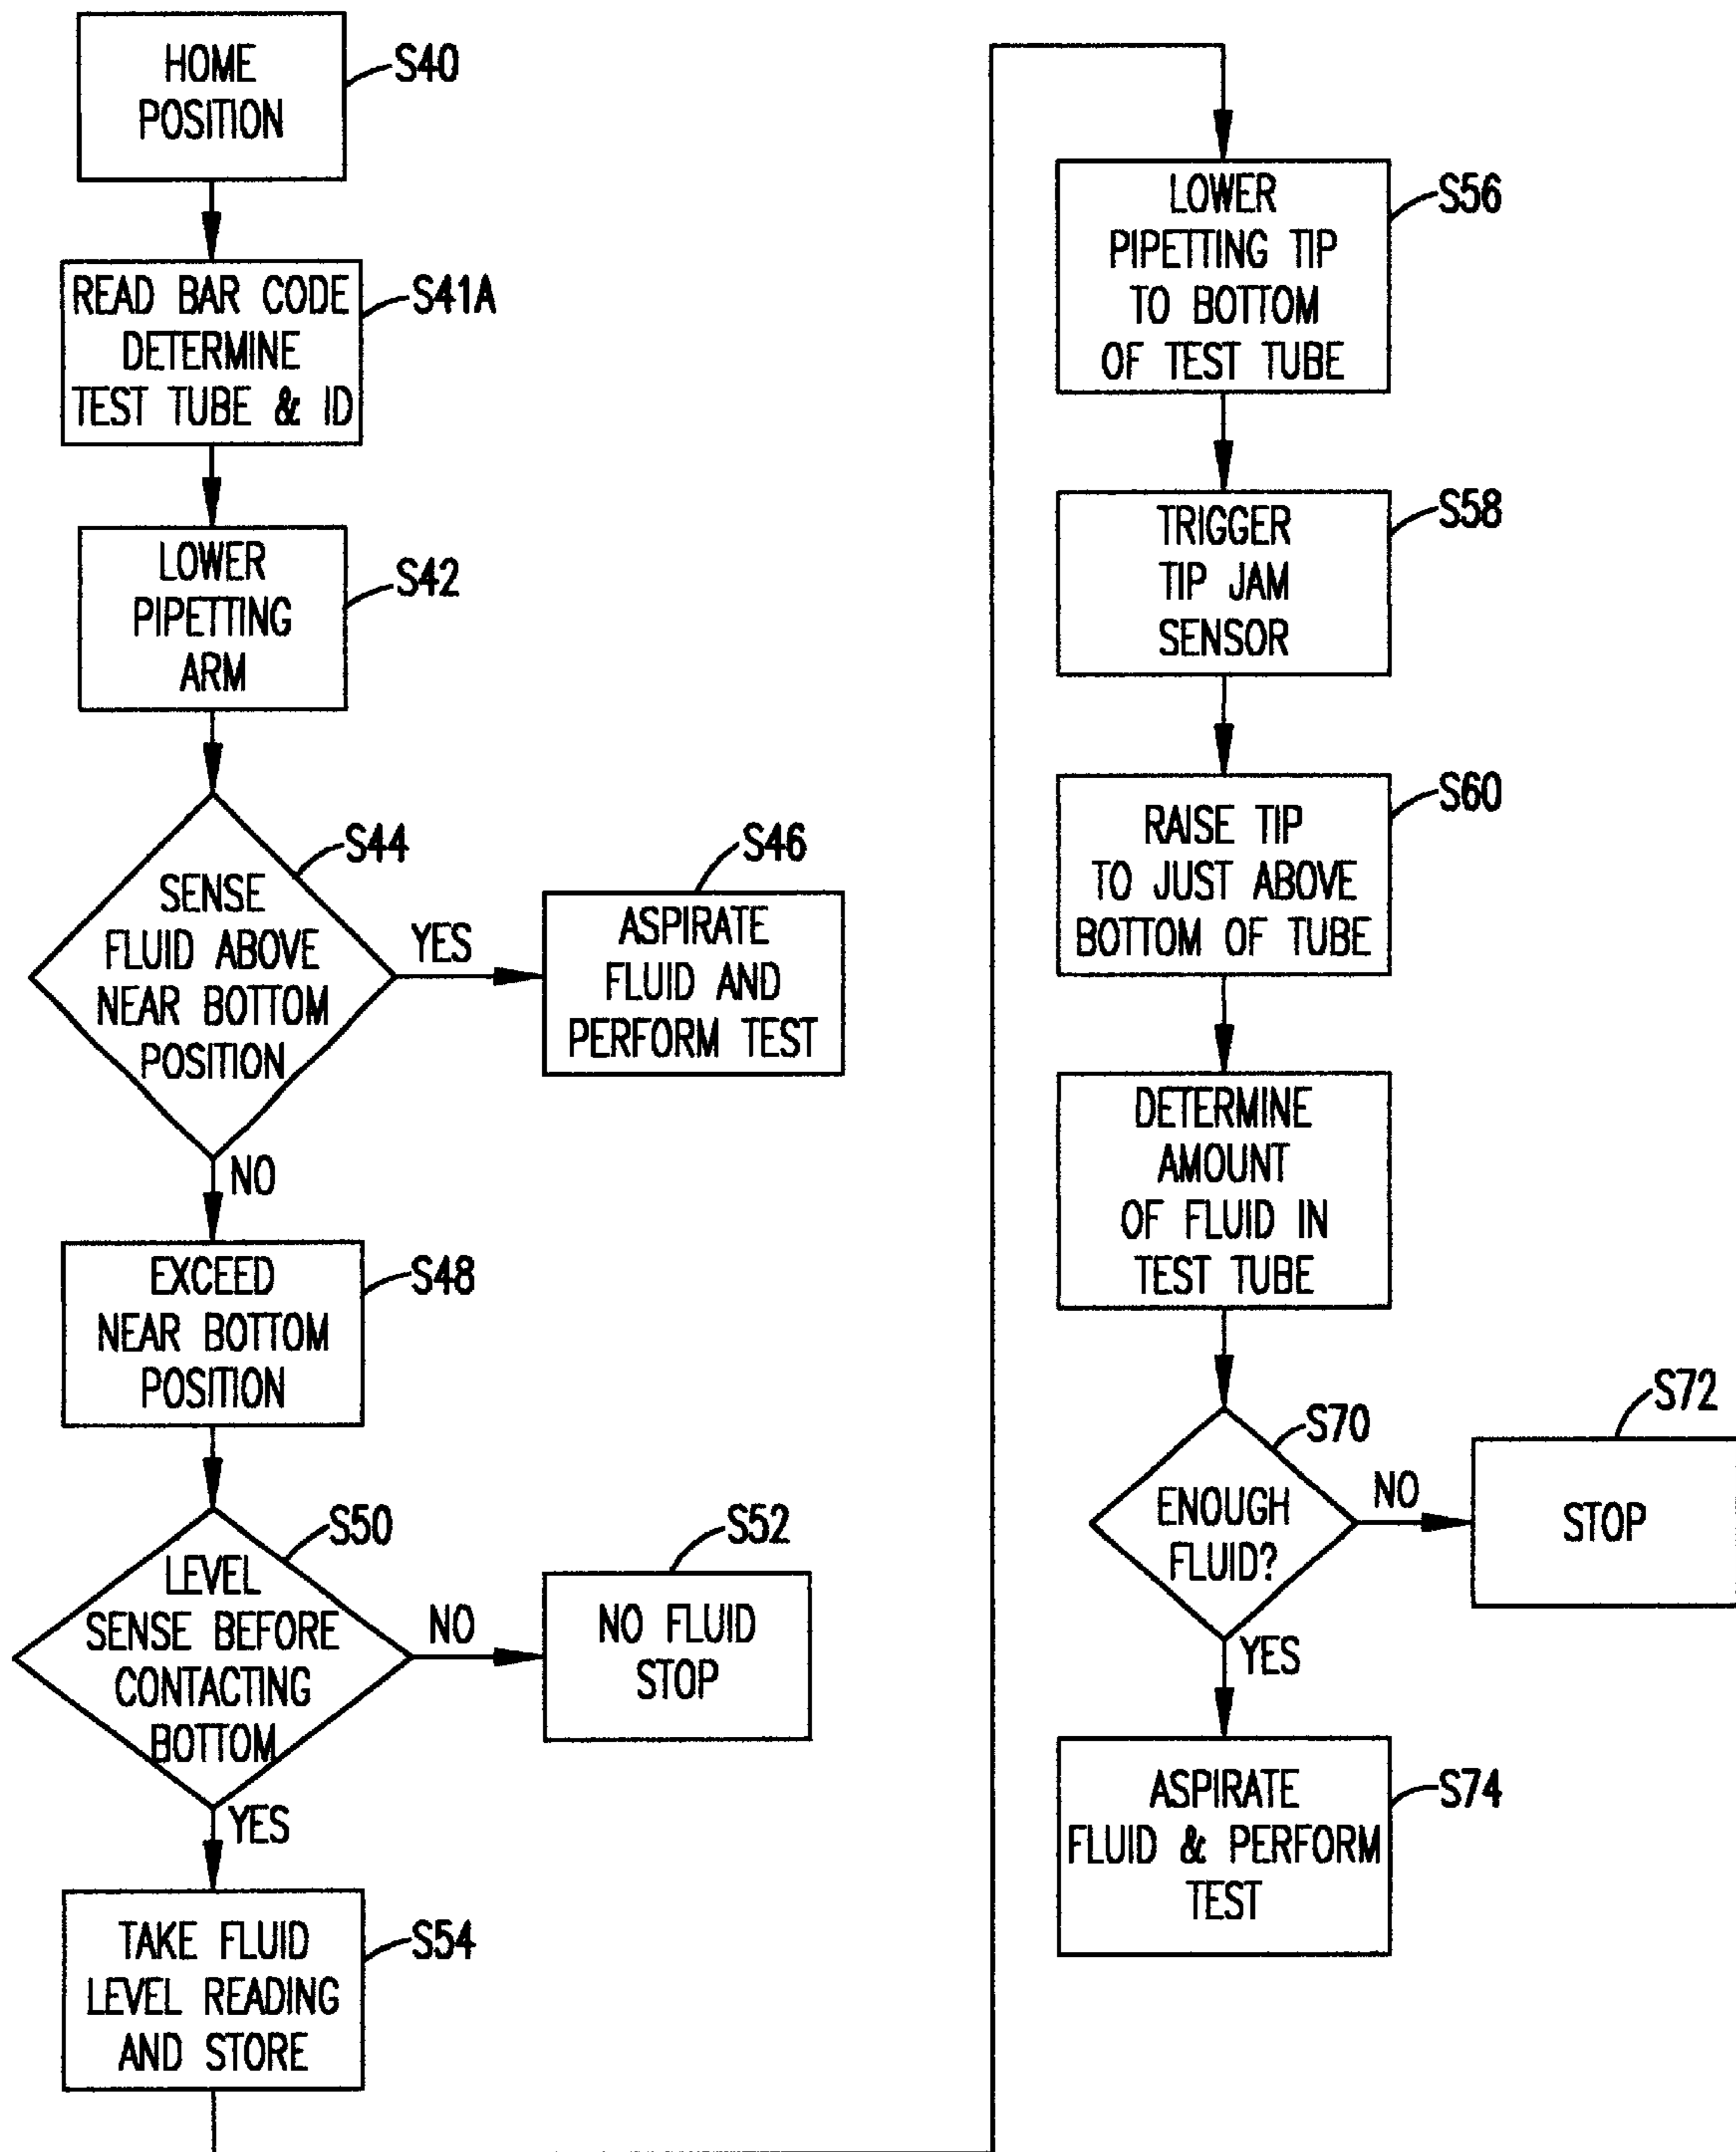 HOME
POSITION
S40
READ BAR CODE
DETERMINE
TEST TUBE & ID
S41A
LOWER
PIPETTING
ARM
S42
SENSE
FLUID ABOVE
NEAR BOTTOM
POSITION
S44
YES
ASPIRATE
FLUID AND
PERFORM TEST
S46
NO
EXCEED
NEAR BOTTOM
POSITION
S48
LEVEL
SENSE BEFORE
CONTACTING
BOTTOM
S50
NO
NO FLUID
STOP
S52
YES
TAKE FLUID
LEVEL READING
AND STORE
S54
LOWER
PIPETTING TIP
TO BOTTOM
OF TEST TUBE
S56
TRIGGER
TIP JAM
SENSOR
S58
RAISE TIP
TO JUST ABOVE
BOTTOM OF TUBE
S60
DETERMINE
AMOUNT
OF FLUID IN
TEST TUBE
ENOUGH
FLUID?
S70
NO
STOP
S72
YES
ASPIRATE
FLUID & PERFORM
TEST
S74